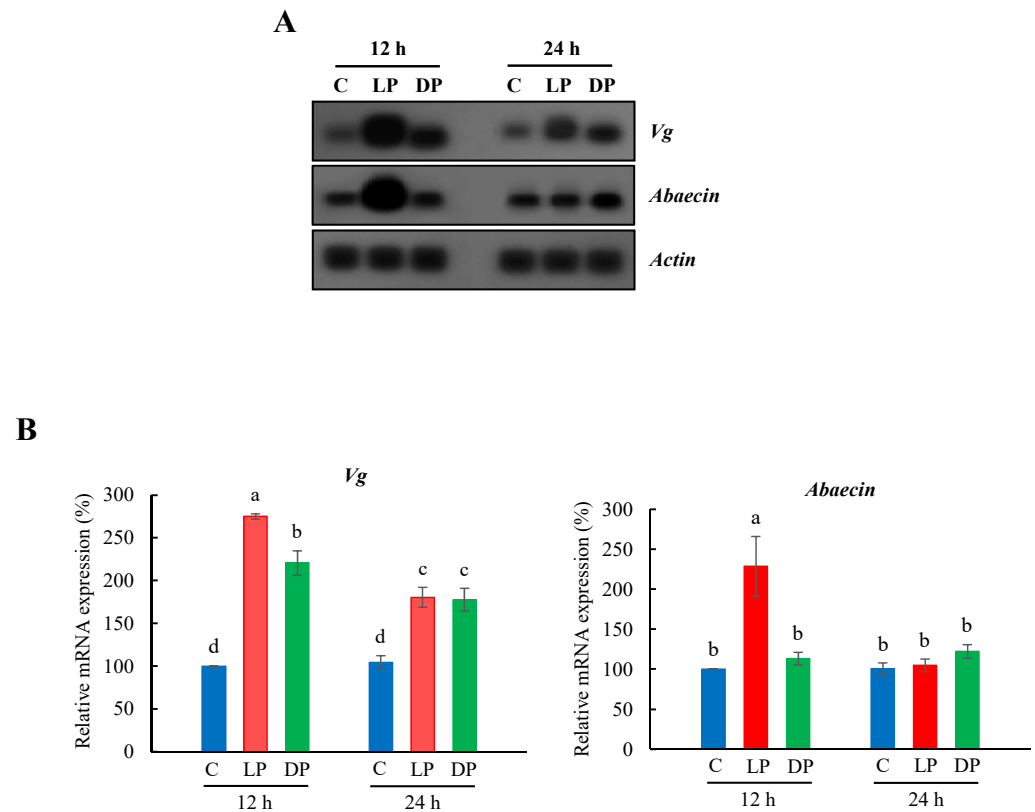 A
12 h 24 h
C LP DP C LP DP
Vg
Abaecin
Actin
B
Vg
Relative mRNA expression (%)
300
250
200
150
100
50
0
d a b d c c
C LP DP C LP DP
12 h 24 h
Abaecin
Relative mRNA expression (%)
300
250
200
150
100
50
0
b a b b b b
C LP DP C LP DP
12 h 24 h